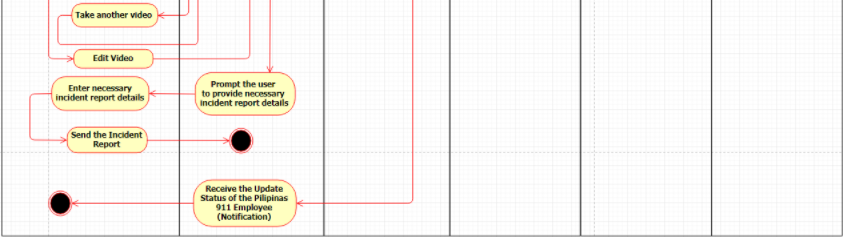 Take another video
Edit Video
Enter necessary
incident report details
Prompt the user
to provide necessary
incident report details
Send the Incident
Report
Receive the Update
Status of the Pilipinas
911 Employee
(Notification)